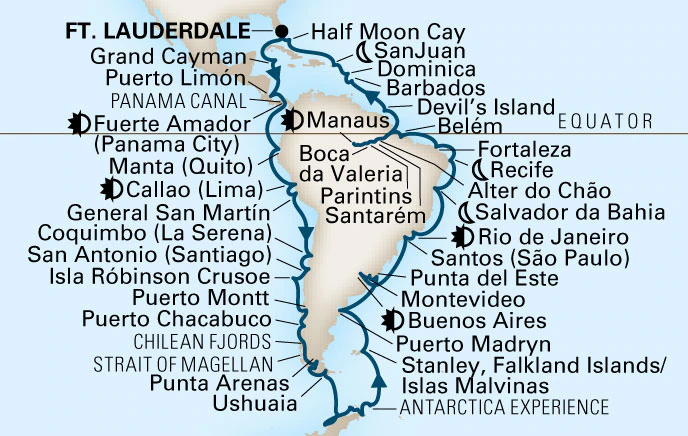 FT. LAUDERDALE
Half Moon Cay
Grand Cayman
SanJuan
Puerto Limón
Dominica
PANAMA CANAL
Barbados
Devil's Island
Fuerte Amador
(Panama City)
Manaus
Belém
EQUATOR
Manta (Quito)
Boca
da Valeria
Fortaleza
Recife
Callao (Lima)
Parintins
Alter do Chão
General San Martín
Santarém
Salvador da Bahia
Coquimbo (La Serena)
Rio de Janeiro
San Antonio (Santiago)
Santos (São Paulo)
Isla Róbinson Crusoe
Punta del Este
Puerto Montt
Montevideo
Puerto Chacabuco
Buenos Aires
CHILEAN FJORDS
Puerto Madryn
STRAIT OF MAGELLAN
Stanley, Falkland Islands/
Islas Malvinas
Punta Arenas
Ushuaia
ANTARCTICA EXPERIENCE